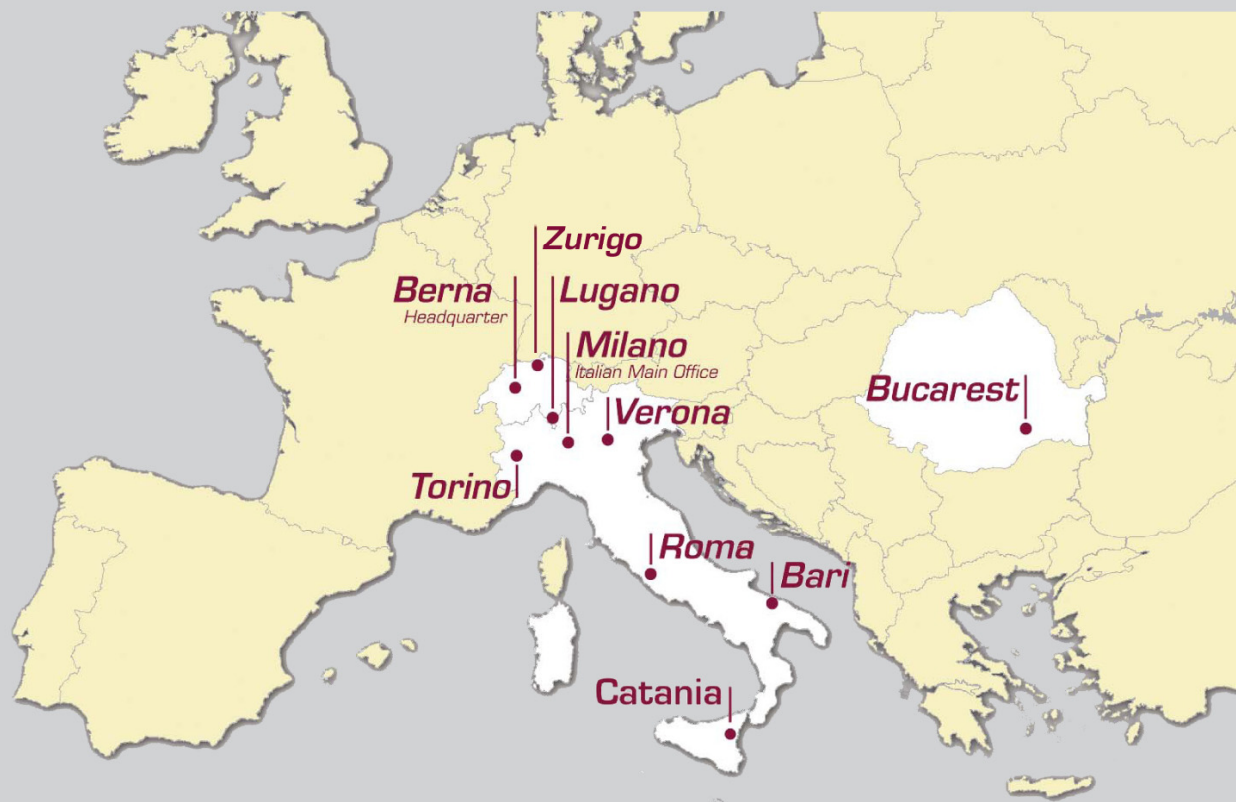 Zurigo
Berna
Headquarter
Lugano
Milano
Italian Main Office
Verona
Bucarest
Torino
Roma
Bari
Catania